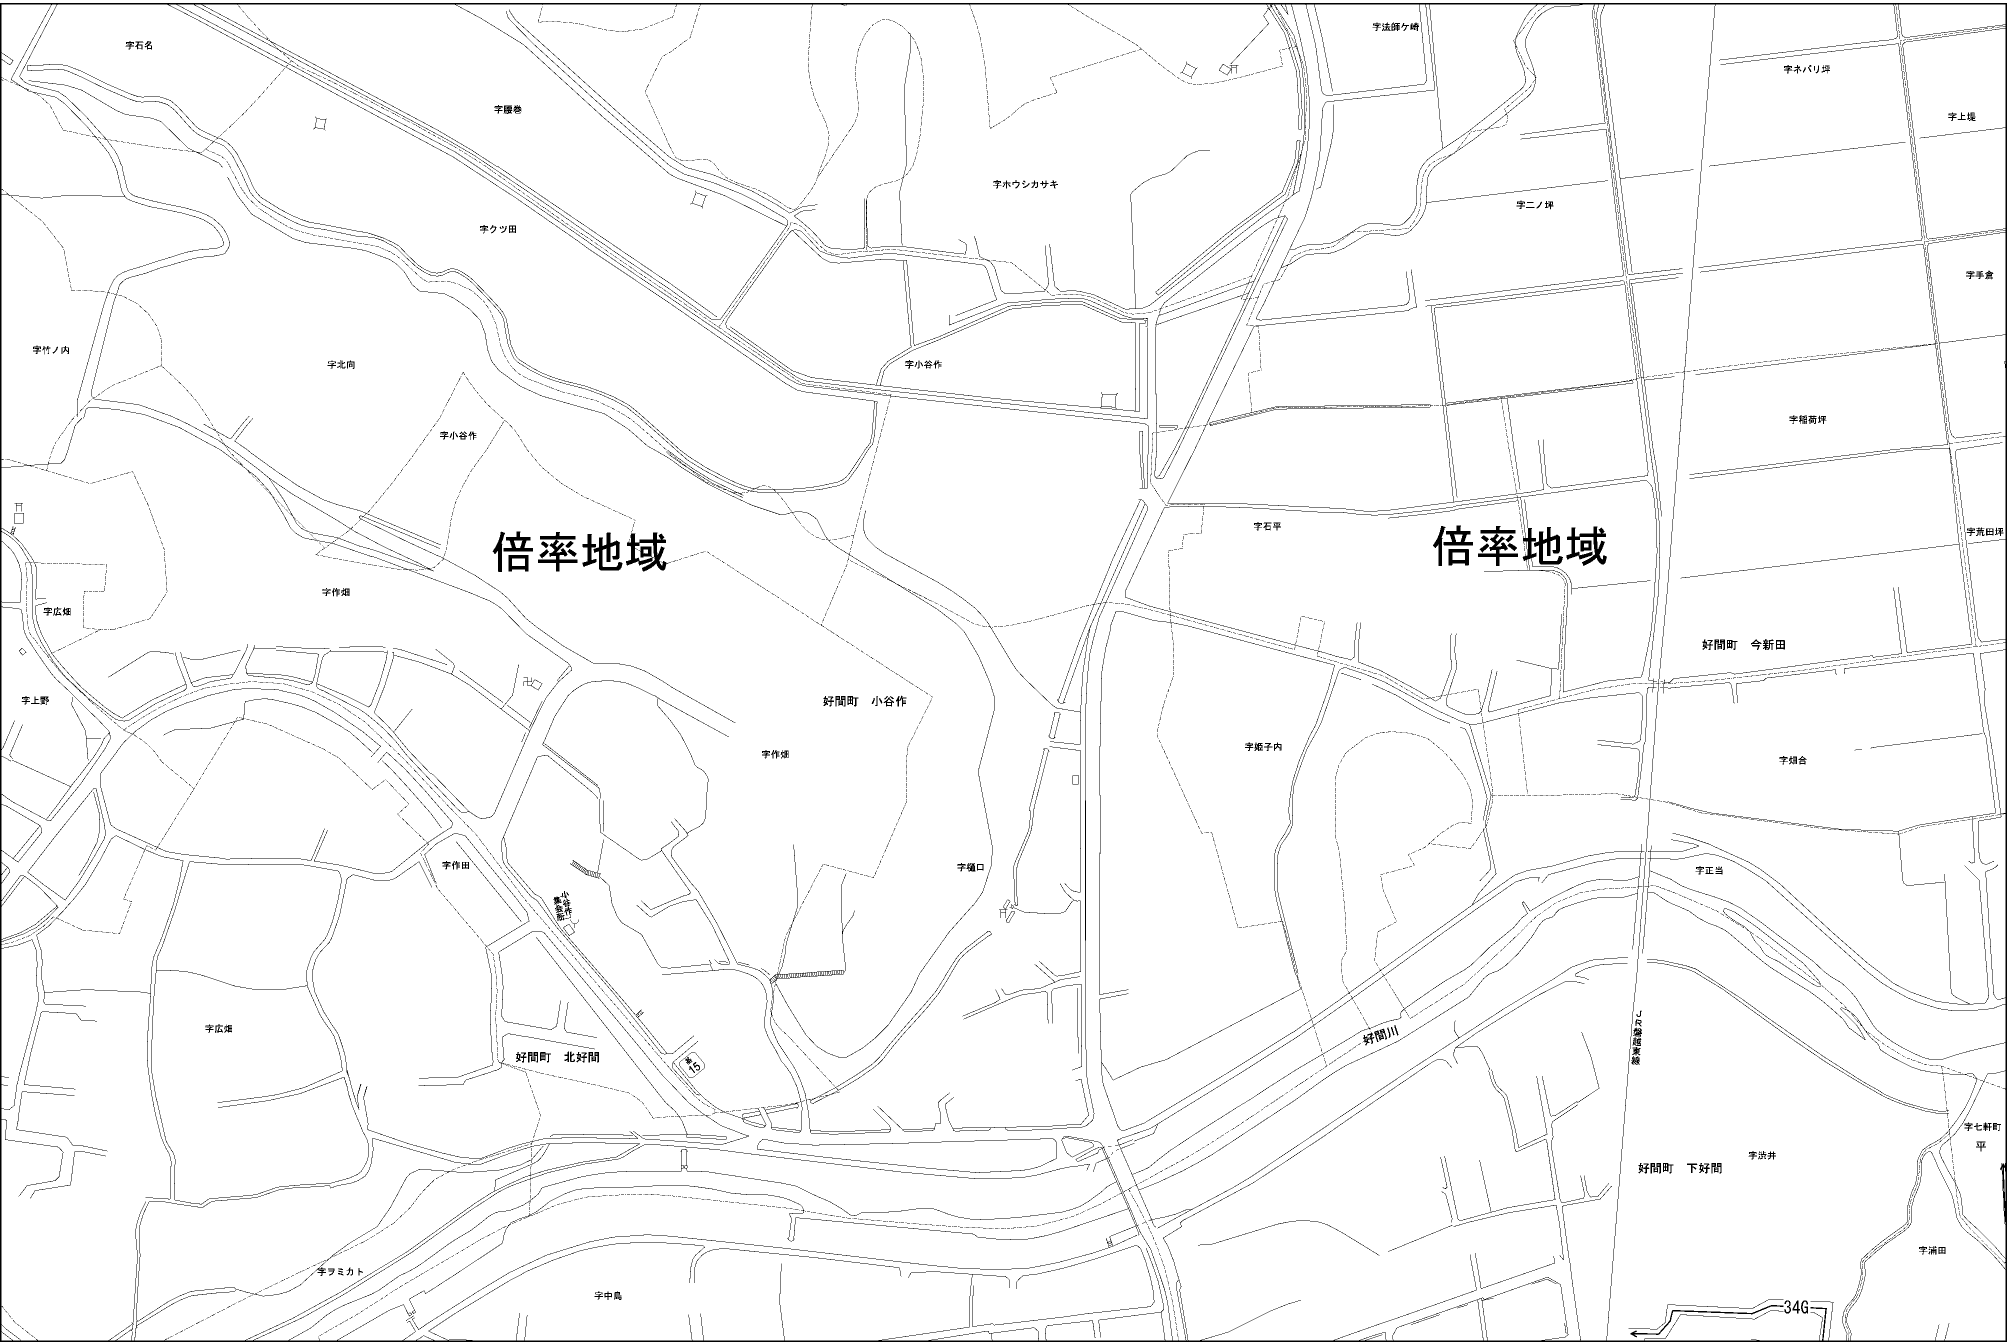 字石名
字法師ケ崎
字ネバリ坪
字腰巻
字上堤
字ホウシカサキ
字二ノ坪
字クツ田
字手倉
字竹ノ内
字北向
字小谷作
字稲荷坪
字小谷作
字石平
字荒田坪
倍率地域
倍率地域
字作畑
字広畑
好間町 今新田
字上野
好間町 小谷作
字姫子内
字作畑
字畑合
字作田
字樋口
字正当
小谷作
集会所
字広畑
JR磐越東線
好間川
好間町 北好間
15
字七軒町
平
字渋井
好間町 下好間
字浦田
字ヲミカト
字中島
34G